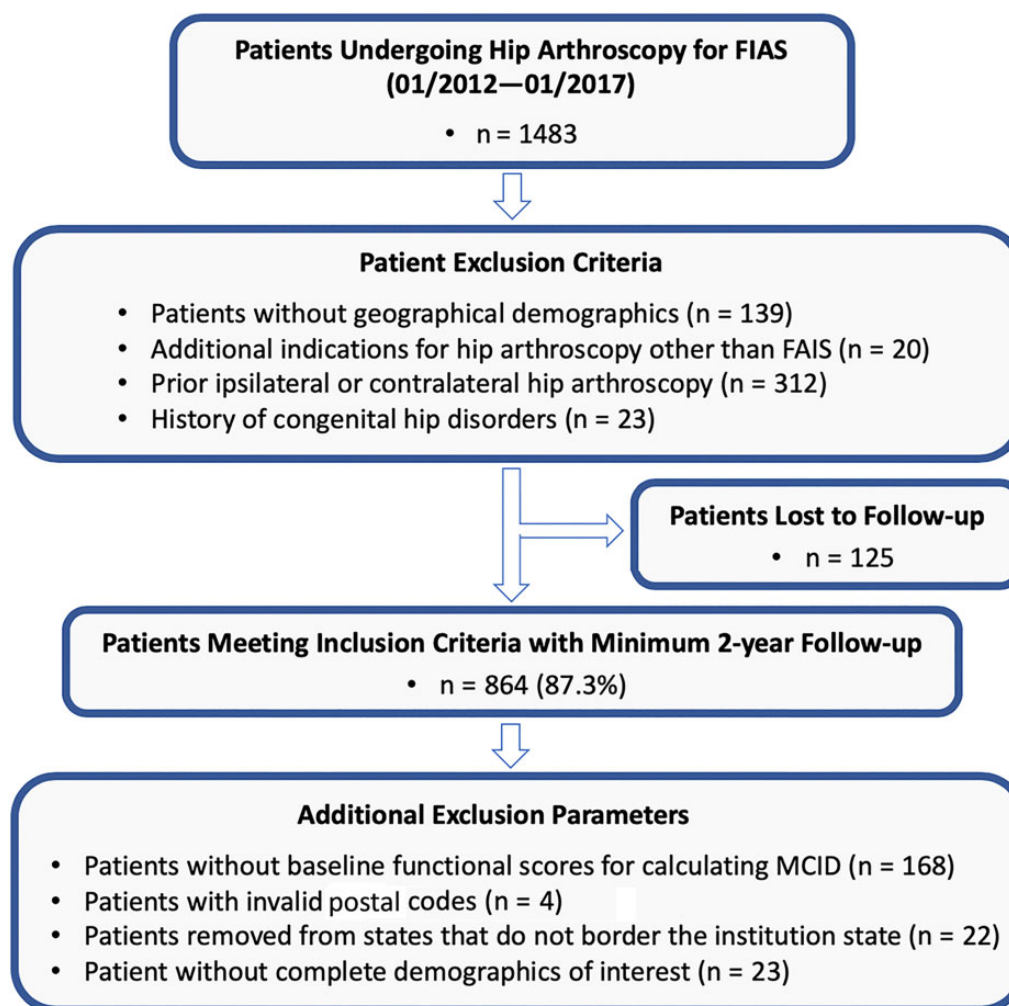 Patients Undergoing Hip Arthroscopy for FIAS
(01/2012—01/2017)
• n = 1483
Patient Exclusion Criteria
• Patients without geographical demographics (n = 139)
• Additional indications for hip arthroscopy other than FAIS (n = 20)
• Prior ipsilateral or contralateral hip arthroscopy (n = 312)
• History of congenital hip disorders (n = 23)
Patients Lost to Follow-up
• n = 125
Patients Meeting Inclusion Criteria with Minimum 2-year Follow-up
• n = 864 (87.3%)
Additional Exclusion Parameters
• Patients without baseline functional scores for calculating MCID (n = 168)
• Patients with invalid postal codes (n = 4)
• Patients removed from states that do not border the institution state (n = 22)
• Patient without complete demographics of interest (n = 23)